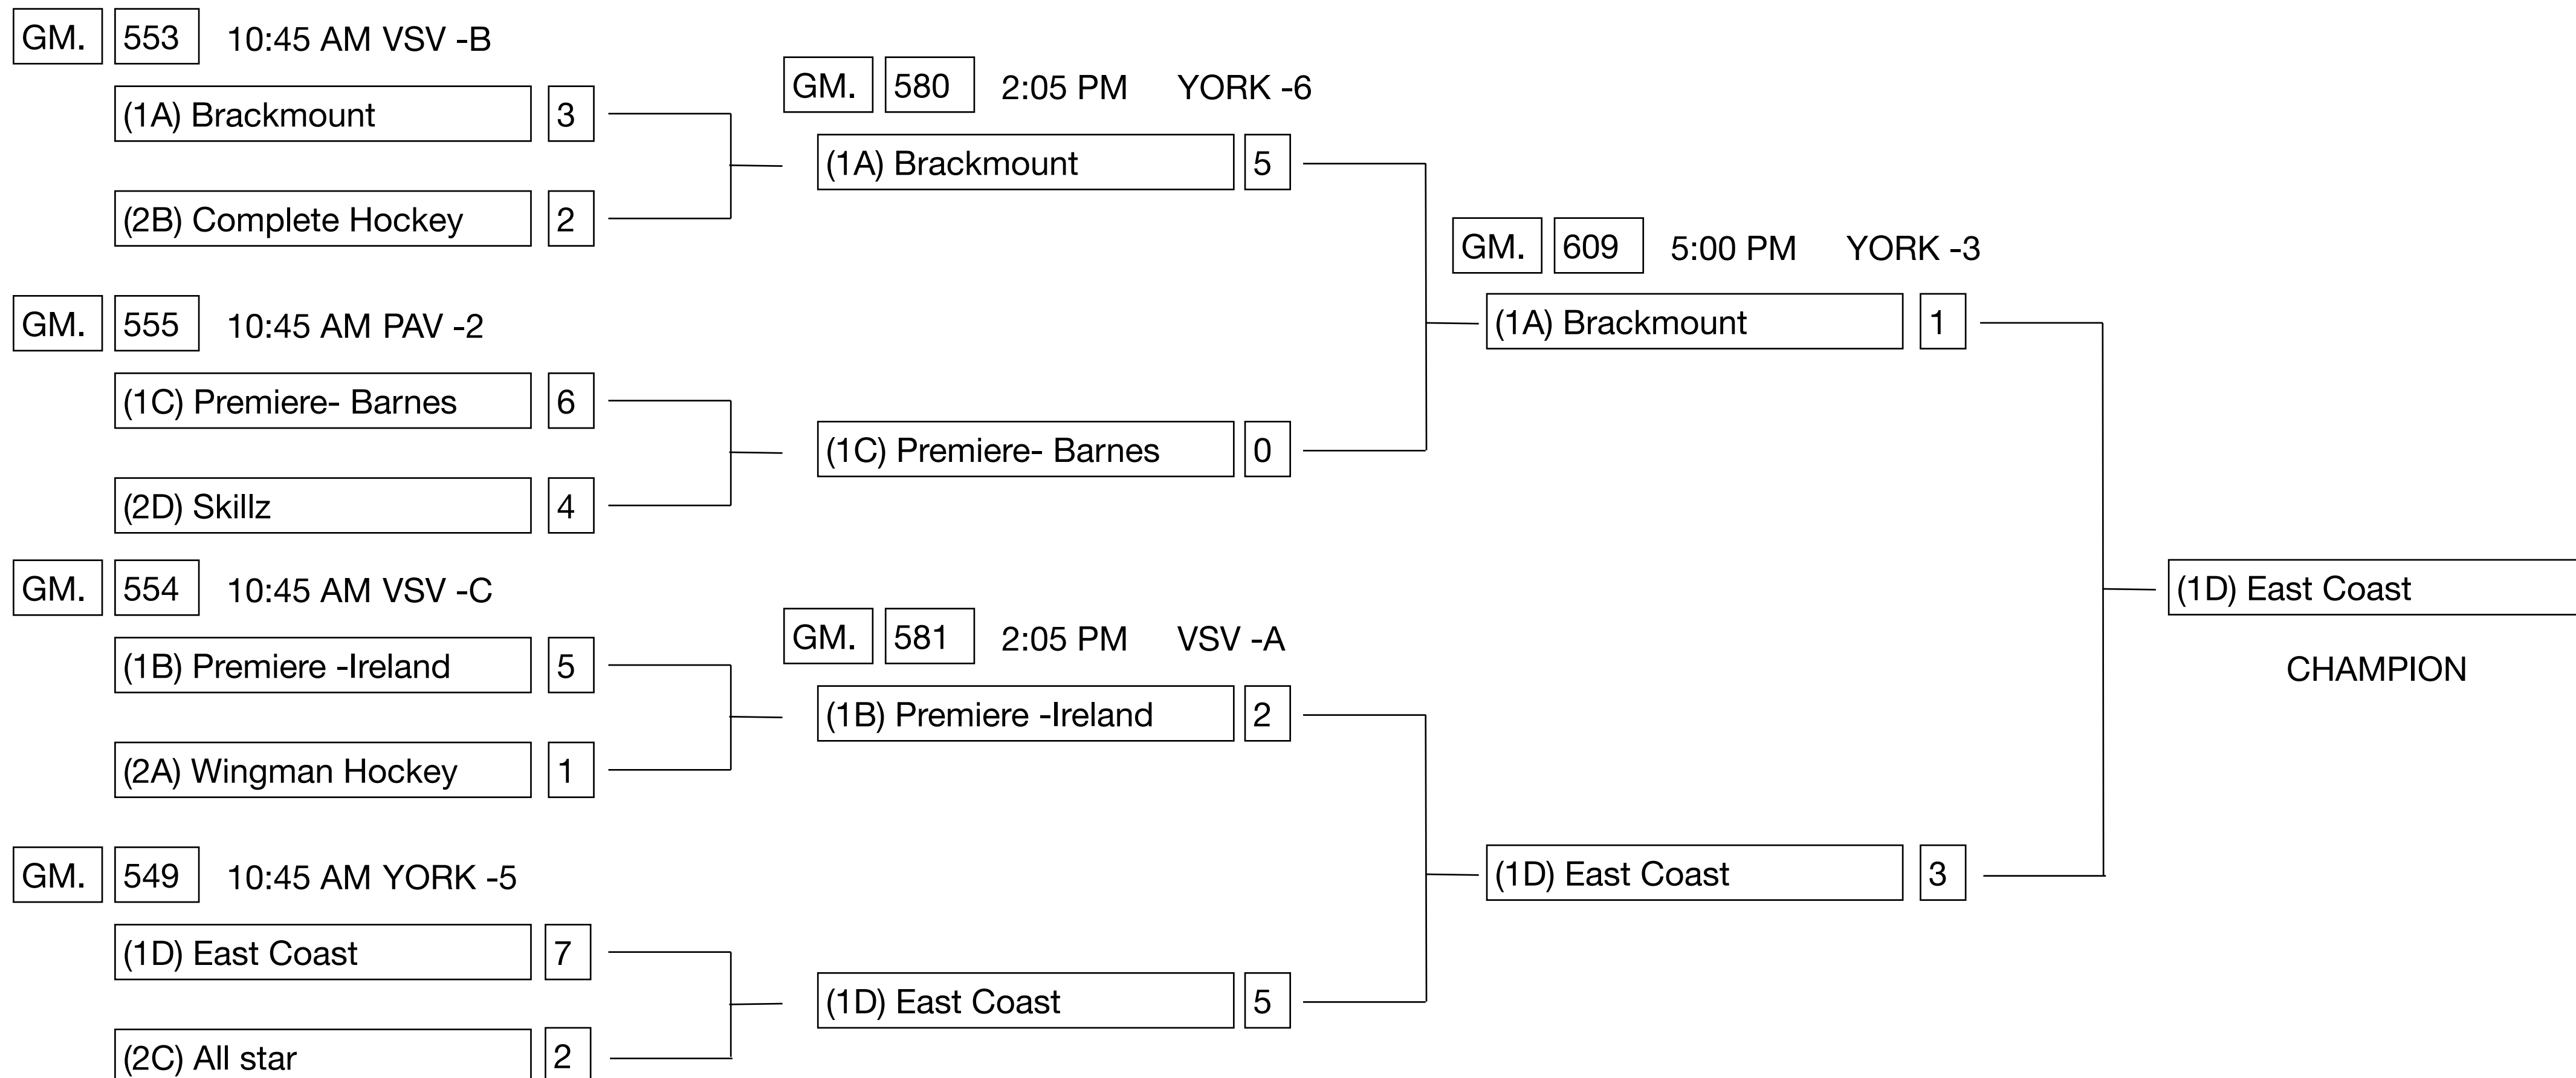 GM. 553 10:45 AM VSV -B
(1A) Brackmount 3
(2B) Complete Hockey 2
GM. 555 10:45 AM PAV -2
(1C) Premiere- Barnes 6
(2D) Skillz 4
GM. 554 10:45 AM VSV -C
(1B) Premiere -Ireland 5
(2A) Wingman Hockey 1
GM. 549 10:45 AM YORK -5
(1D) East Coast 7
(2C) All star 2
GM. 580 2:05 PM YORK -6
(1A) Brackmount 5
(1C) Premiere- Barnes 0
GM. 581 2:05 PM VSV -A
(1B) Premiere -Ireland 2
(1D) East Coast 5
GM. 609 5:00 PM YORK -3
(1A) Brackmount 1
(1D) East Coast 3
(1D) East Coast
CHAMPION